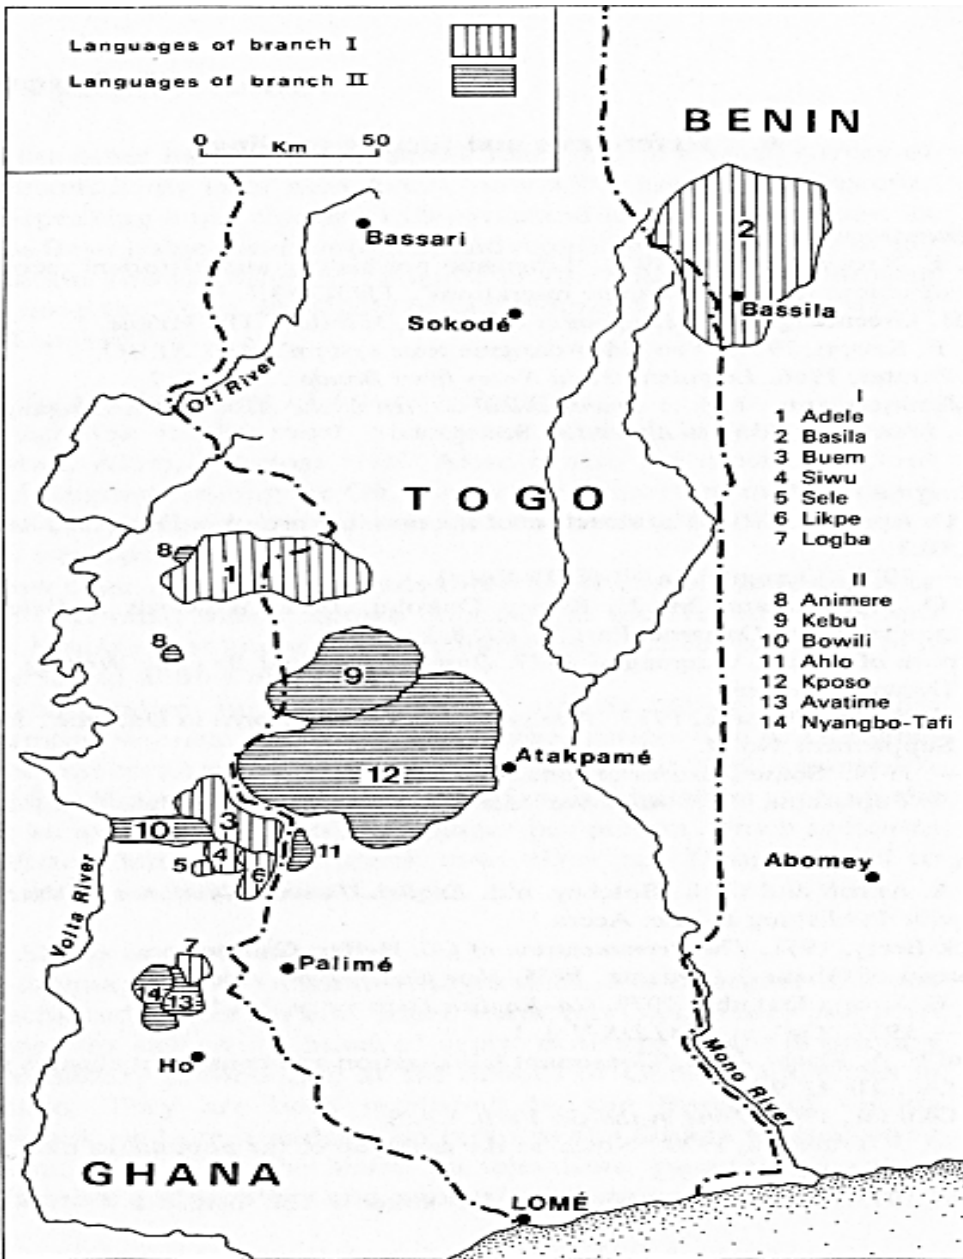 Languages of branch I
Languages of branch II
0 Km 50
BENIN
2
Bassari
Bassila
Sokodé
Oti River
I
1 Adele
2 Basila
3 Buem
4 Siwu
5 Sele
6 Likpe
7 Logba
TOGO
8
1
II
8 Animere
9 Kebu
10 Bowili
11 Ahlo
12 Kposo
13 Avatime
14 Nyangbo-Tafi
8
9
12
Atakpamé
3
10
4
11
5
6
Abomey
Volta River
7
Palimé
14
13
Ho
Mono River
GHANA
LOMÉ